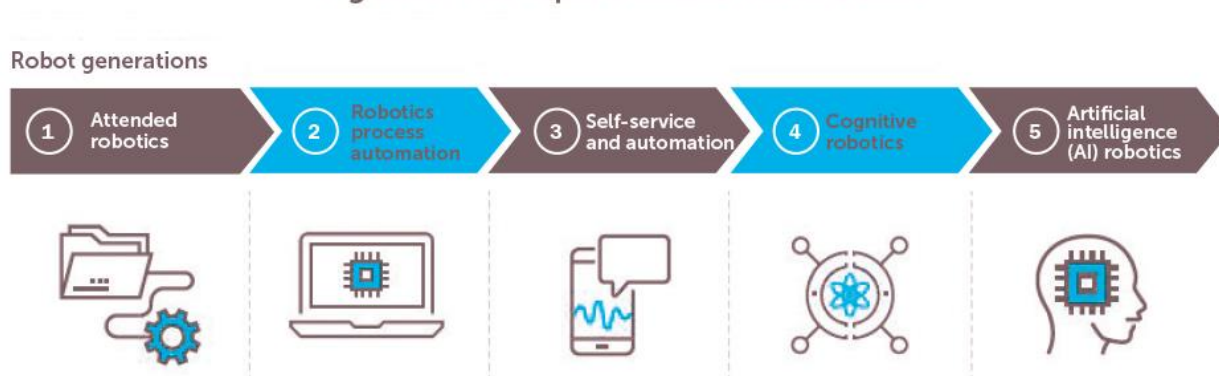 Robot generations
1
Attended
robotics
2
Robotics
process
automation
3
Self-service
and automation
4
Cognitive
robotics
5
Artificial
intelligence
(AI) robotics